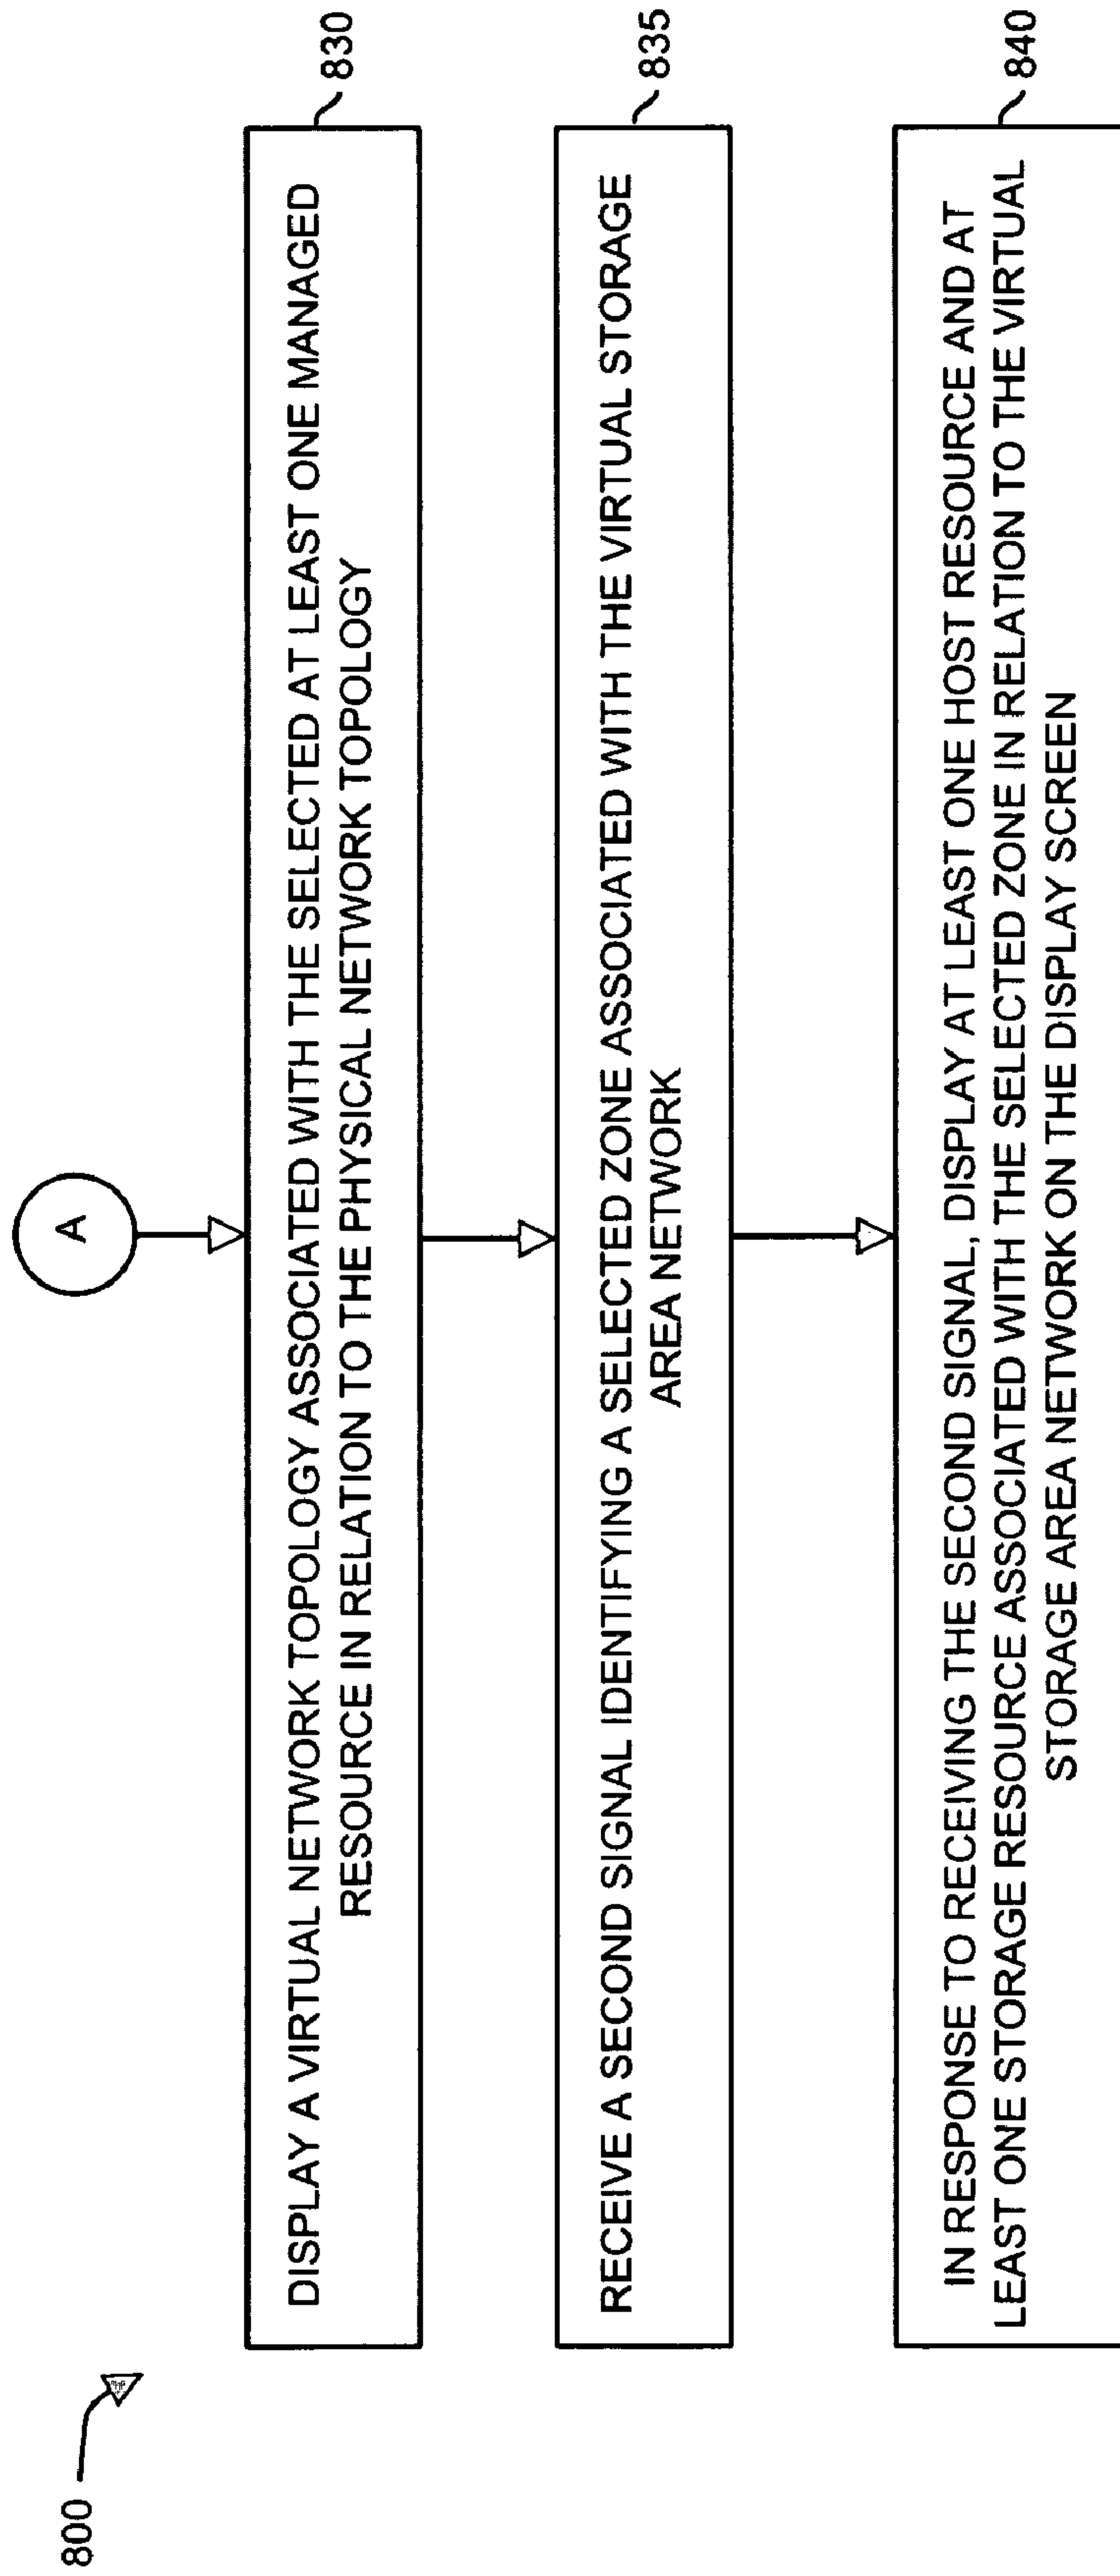 800
A
DISPLAY A VIRTUAL NETWORK TOPOLOGY ASSOCIATED WITH THE SELECTED AT LEAST ONE MANAGED
RESOURCE IN RELATION TO THE PHYSICAL NETWORK TOPOLOGY
830
RECEIVE A SECOND SIGNAL IDENTIFYING A SELECTED ZONE ASSOCIATED WITH THE VIRTUAL STORAGE
AREA NETWORK
835
IN RESPONSE TO RECEIVING THE SECOND SIGNAL, DISPLAY AT LEAST ONE HOST RESOURCE AND AT
LEAST ONE STORAGE RESOURCE ASSOCIATED WITH THE SELECTED ZONE IN RELATION TO THE VIRTUAL
STORAGE AREA NETWORK ON THE DISPLAY SCREEN
840